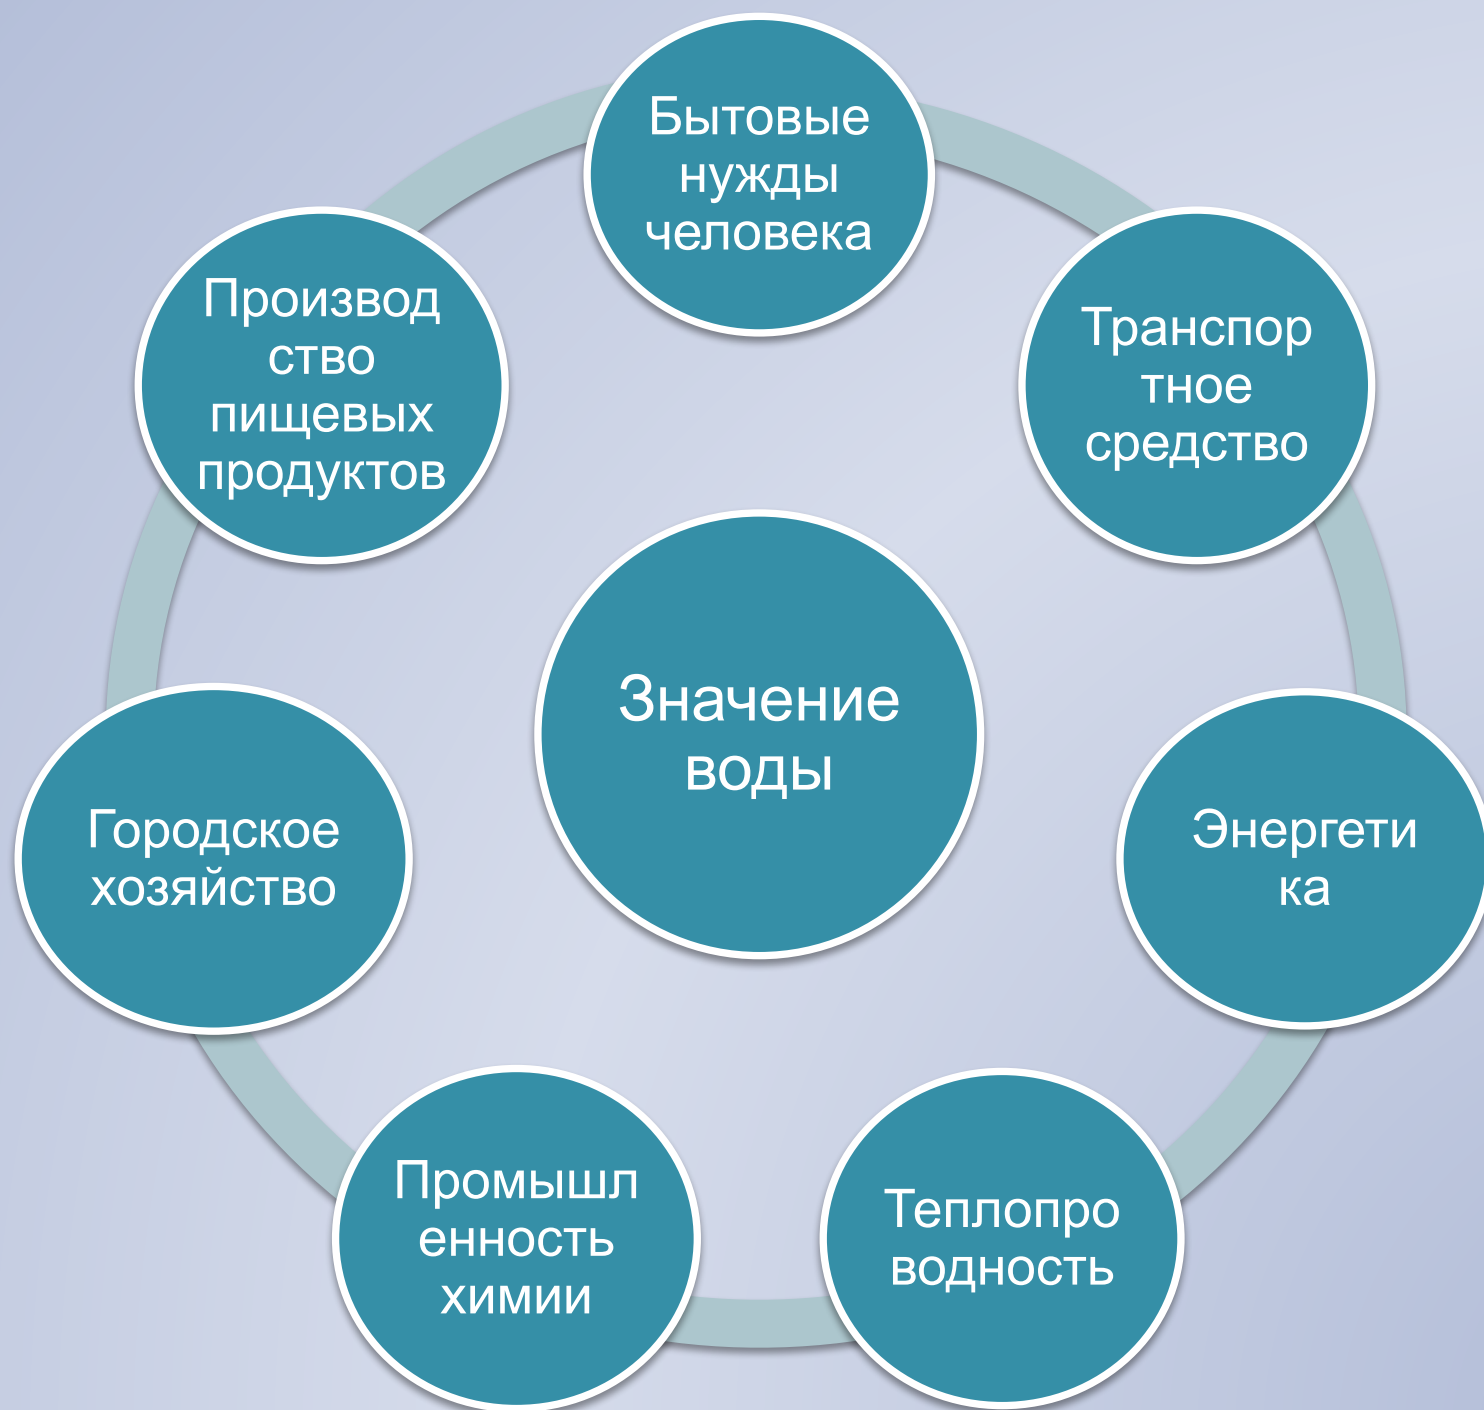 Бытовые
нужды
человека
Транспор
тное
средство
Энергети
ка
Теплопро
водность
Промышл
енность
химии
Городское
хозяйство
Производ
ство
пищевых
продуктов
Значение
воды